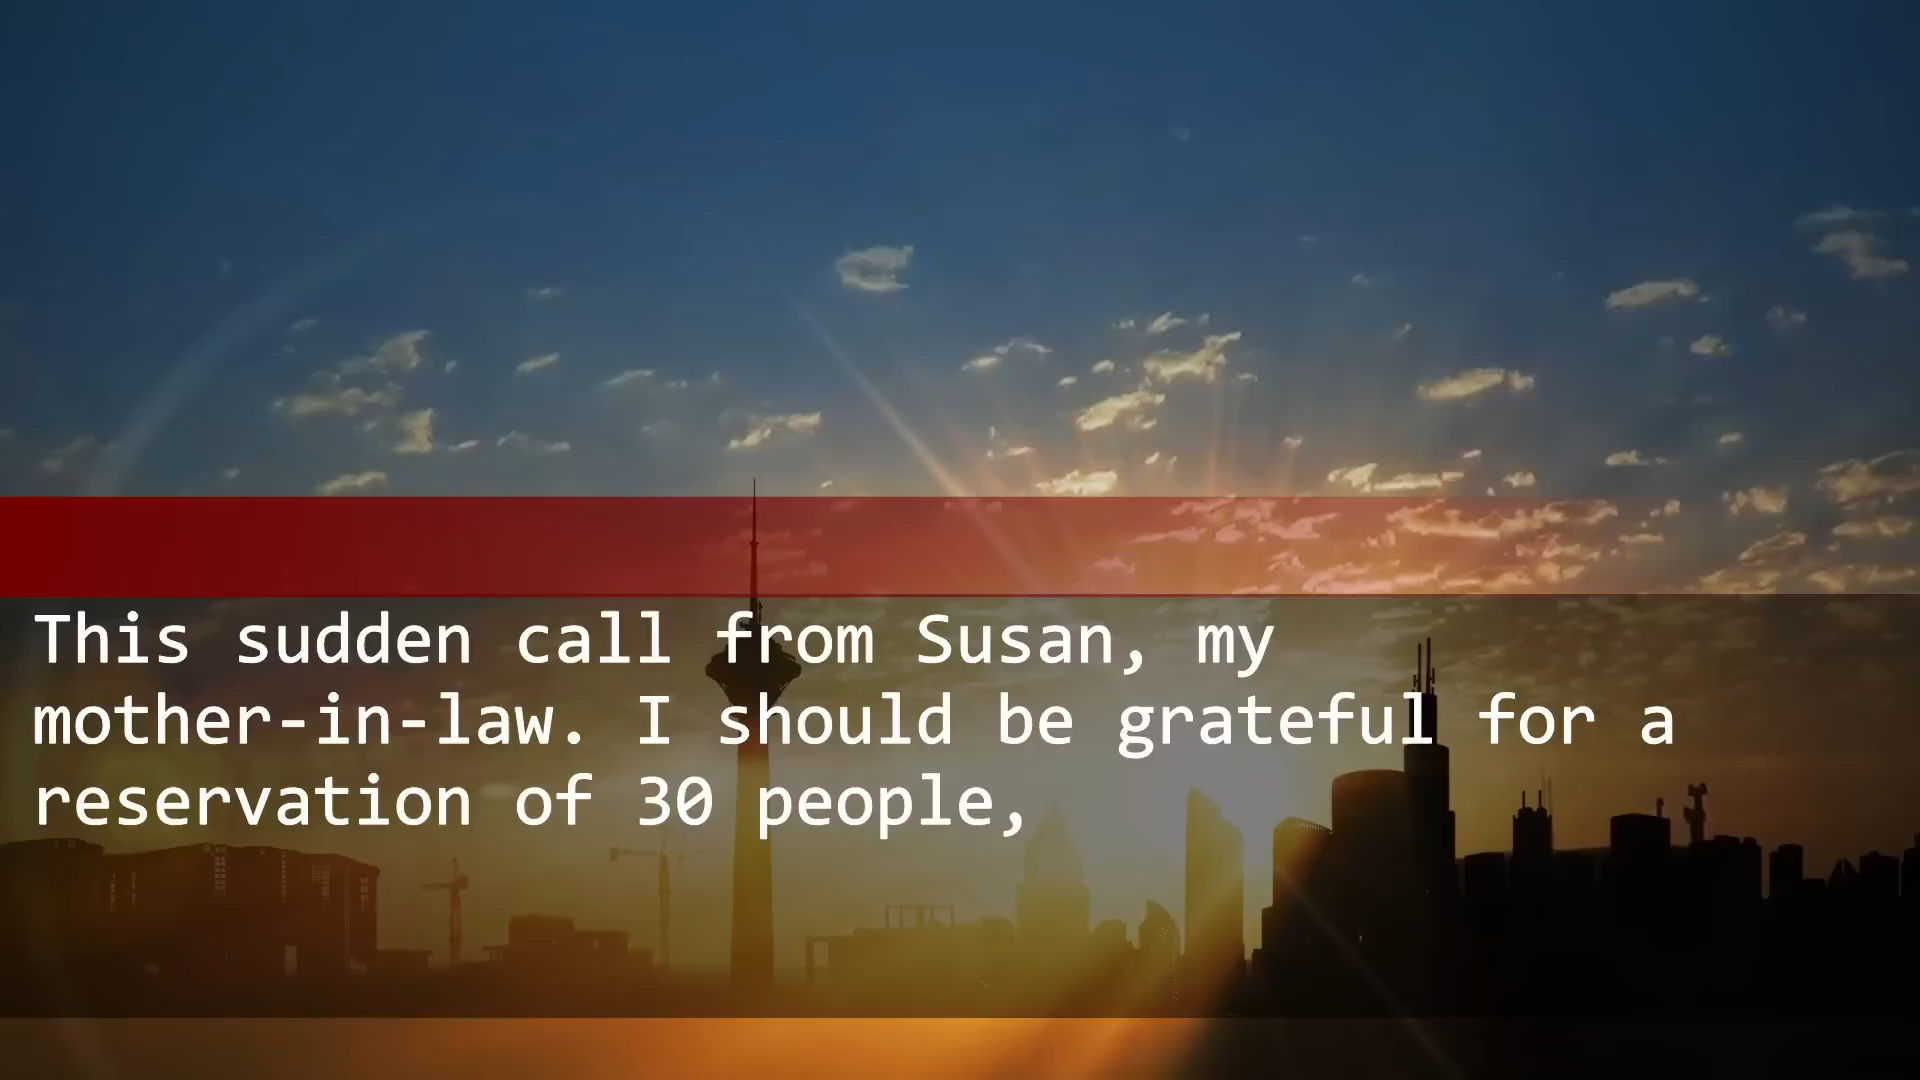 This sudden call from Susan, my
mother-in-law. I should be grateful for a
reservation of 30 people,